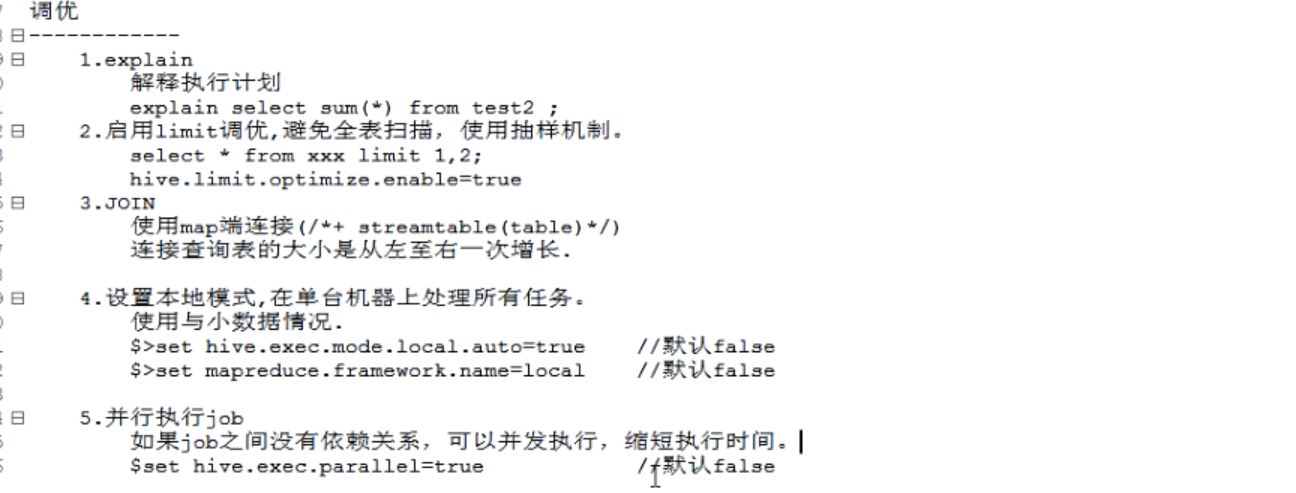 调优
------------
1.explain
解释执行计划
explain select sum(*) from test2 ;
2.启用limit调优,避免全表扫描，使用抽样机制。
select * from xxx limit 1,2;
hive.limit.optimize.enable=true
3.JOIN
使用map端连接(/*+ streamtable(table)*/)
连接查询表的大小是从左至右一次增长.
4.设置本地模式,在单台机器上处理所有任务。
使用与小数据情况.
$>set hive.exec.mode.local.auto=true //默认false
$>set mapreduce.framework.name=local //默认false
5.并行执行job
如果job之间没有依赖关系，可以并发执行，缩短执行时间。
$set hive.exec.parallel=true //默认false